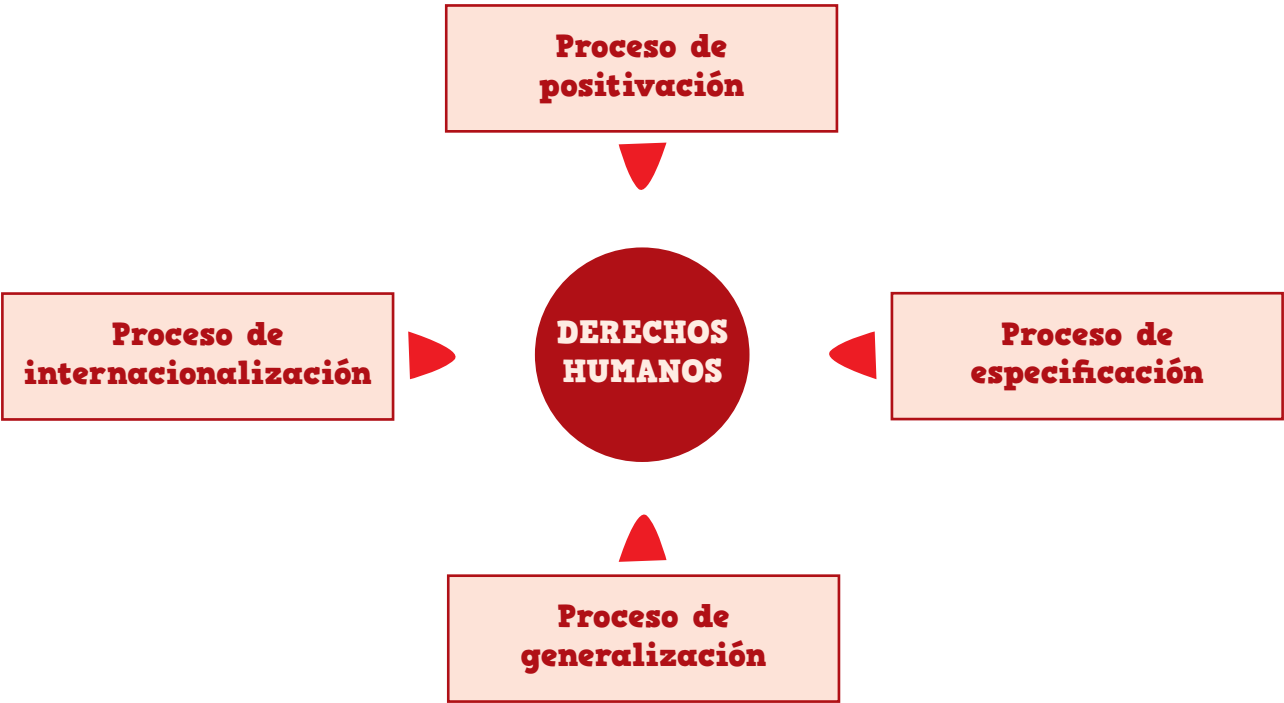 Proceso de
positivación
Proceso de
internacionalización
DERECHOS
HUMANOS
Proceso de
especificación
Proceso de
generalización